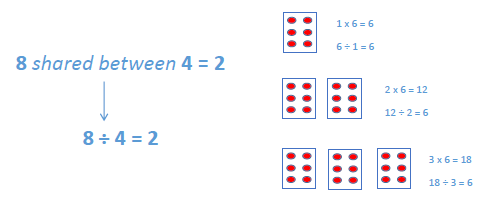 8 shared between 4 = 2
8 ÷ 4 = 2
1 x 6 = 6
6 ÷ 1 = 6
2 x 6 = 12
12 ÷ 2 = 6
3 x 6 = 18
18 ÷ 3 = 6